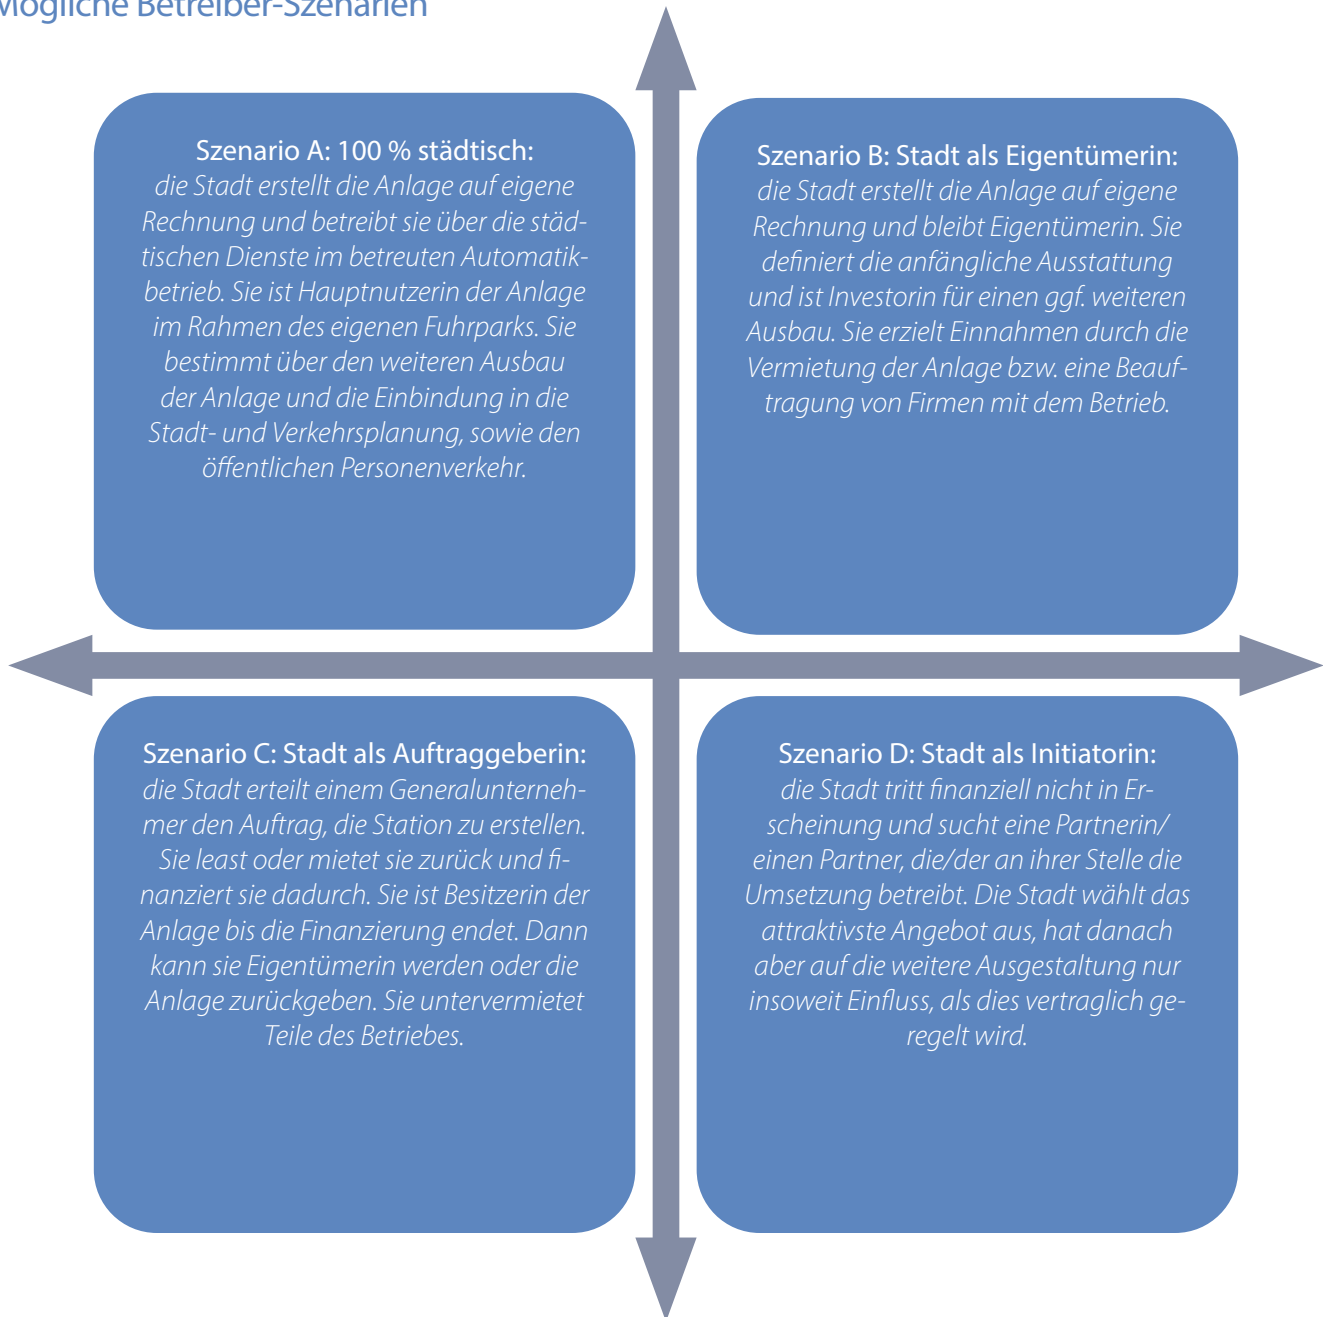 Mögliche Betreiber-Szenarien
Szenario A: 100 % städtisch:
die Stadt erstellt die Anlage auf eigene
Rechnung und betreibt sie über die städ-
tischen Dienste im betreuten Automatik-
betrieb. Sie ist Hauptnutzerin der Anlage
im Rahmen des eigenen Fuhrparks. Sie
bestimmt über den weiteren Ausbau
der Anlage und die Einbindung in die
Stadt- und Verkehrsplanung, sowie den
öffentlichen Personenverkehr.
Szenario B: Stadt als Eigentümerin:
die Stadt erstellt die Anlage auf eigene
Rechnung und bleibt Eigentümerin. Sie
definiert die anfängliche Ausstattung
und ist Investorin für einen ggf. weiteren
Ausbau. Sie erzielt Einnahmen durch die
Vermietung der Anlage bzw. eine Beauf-
tragung von Firmen mit dem Betrieb.
Szenario C: Stadt als Auftraggeberin:
die Stadt erteilt einem Generalunterneh-
mer den Auftrag, die Station zu erstellen.
Sie least oder mietet sie zurück und fi-
nanziert sie dadurch. Sie ist Besitzerin der
Anlage bis die Finanzierung endet. Dann
kann sie Eigentümerin werden oder die
Anlage zurückgeben. Sie untervermietet
Teile des Betriebes.
Szenario D: Stadt als Initiatorin:
die Stadt tritt finanziell nicht in Er-
scheinung und sucht eine Partnerin/
einen Partner, die/der an ihrer Stelle die
Umsetzung betreibt. Die Stadt wählt das
attraktivste Angebot aus, hat danach
aber auf die weitere Ausgestaltung nur
insoweit Einfluss, als dies vertraglich ge-
regelt wird.